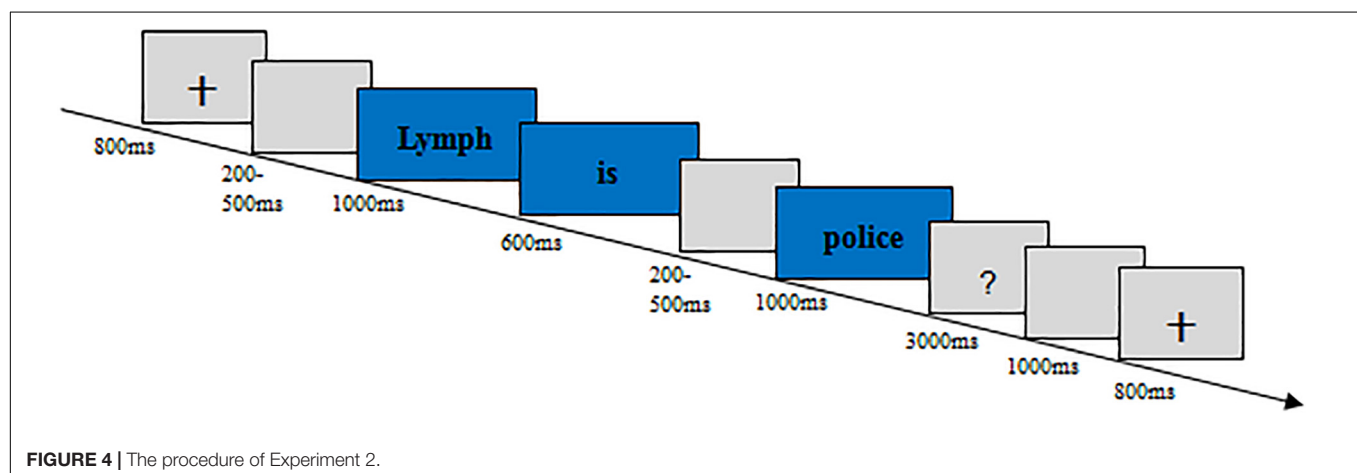 +
800ms
200-
500ms
Lymph
1000ms
is
600ms
200-
500ms
police
1000ms
?
3000ms
1000ms
+
800ms
FIGURE 4 | The procedure of Experiment 2.